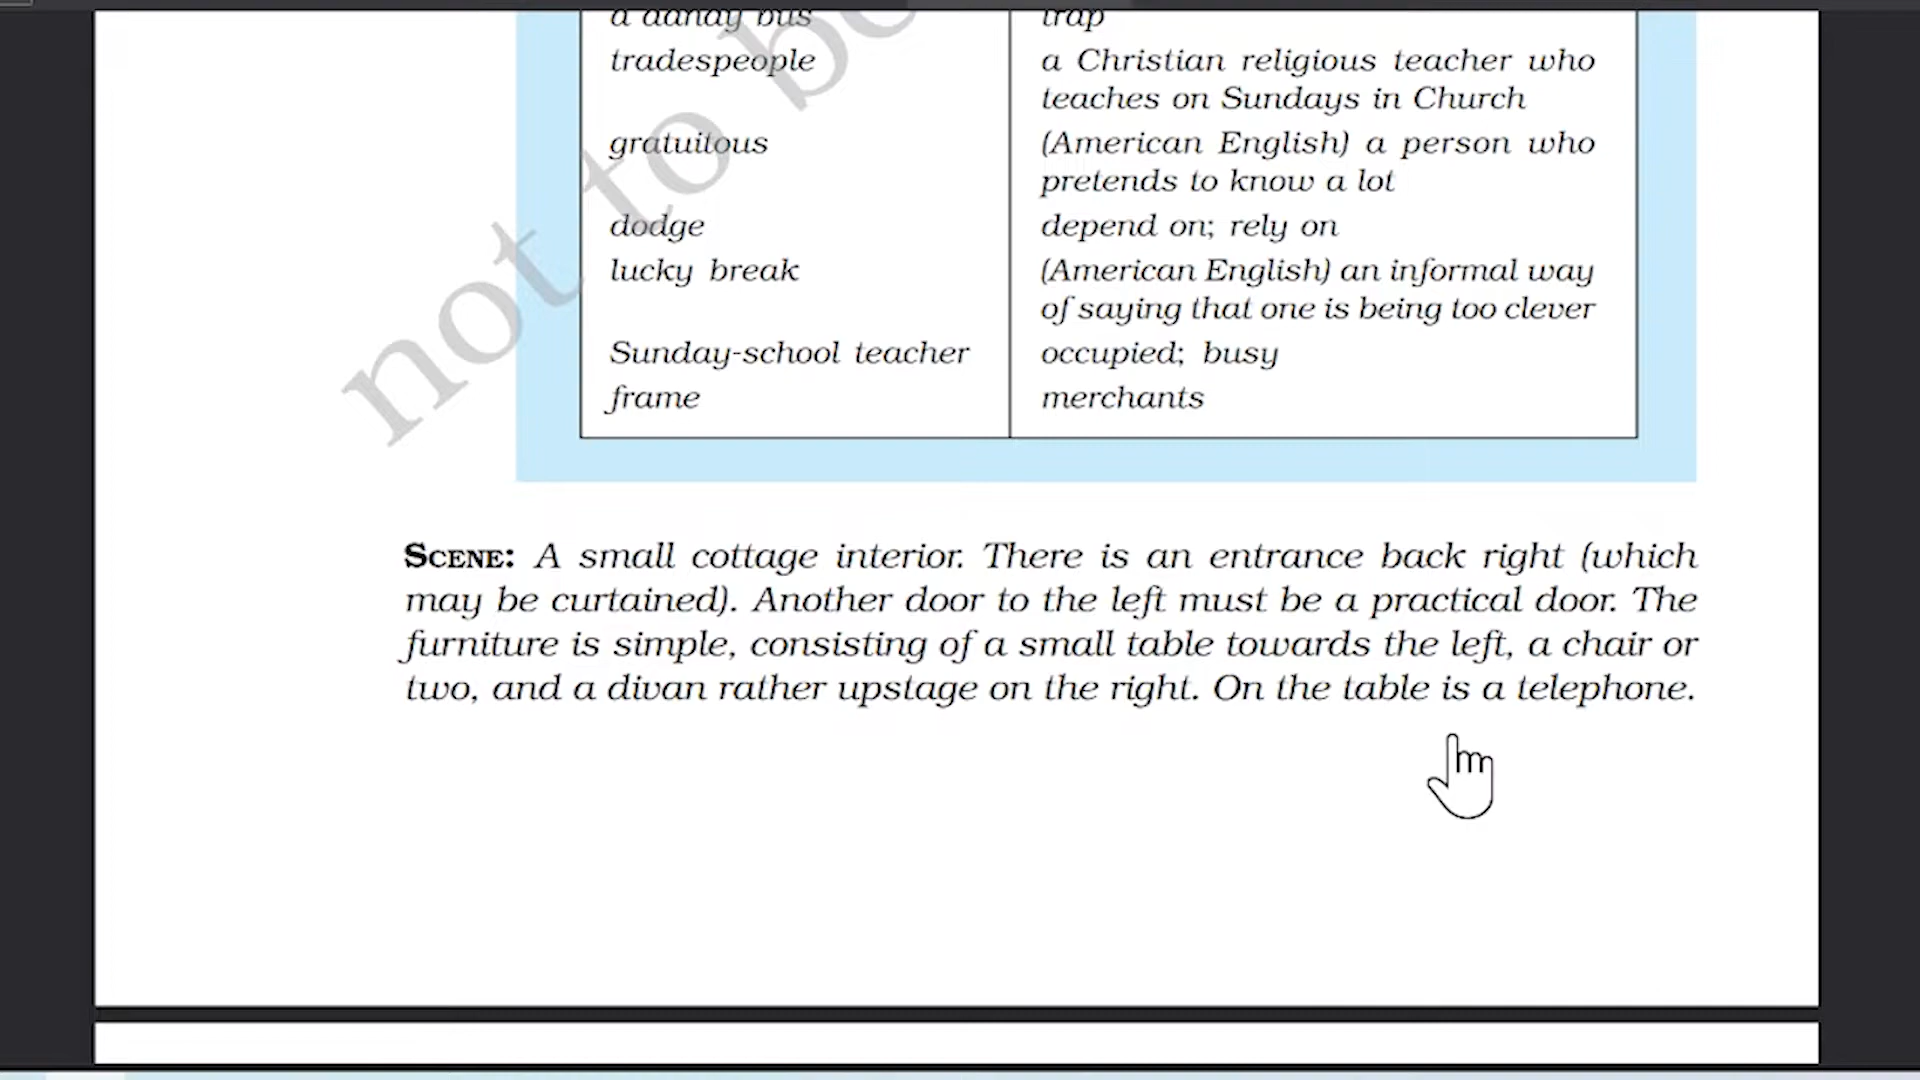 a dandy bus trap
tradespeople a Christian religious teacher who
teaches on Sundays in Church
gratuitous (American English) a person who
pretends to know a lot
dodge depend on; rely on
lucky break (American English) an informal way
of saying that one is being too clever
Sunday-school teacher occupied; busy
frame merchants
not to be
SCENE: A small cottage interior. There is an entrance back right (which
may be curtained). Another door to the left must be a practical door. The
furniture is simple, consisting of a small table towards the left, a chair or
two, and a divan rather upstage on the right. On the table is a telephone.